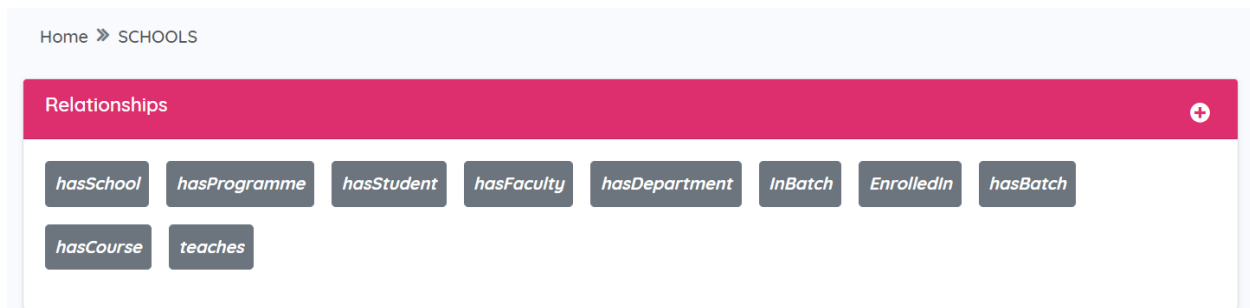 Home » SCHOOLS
Relationships
hasSchool hasProgramme hasStudent hasFaculty hasDepartment InBatch EnrolledIn hasBatch
hasCourse teaches